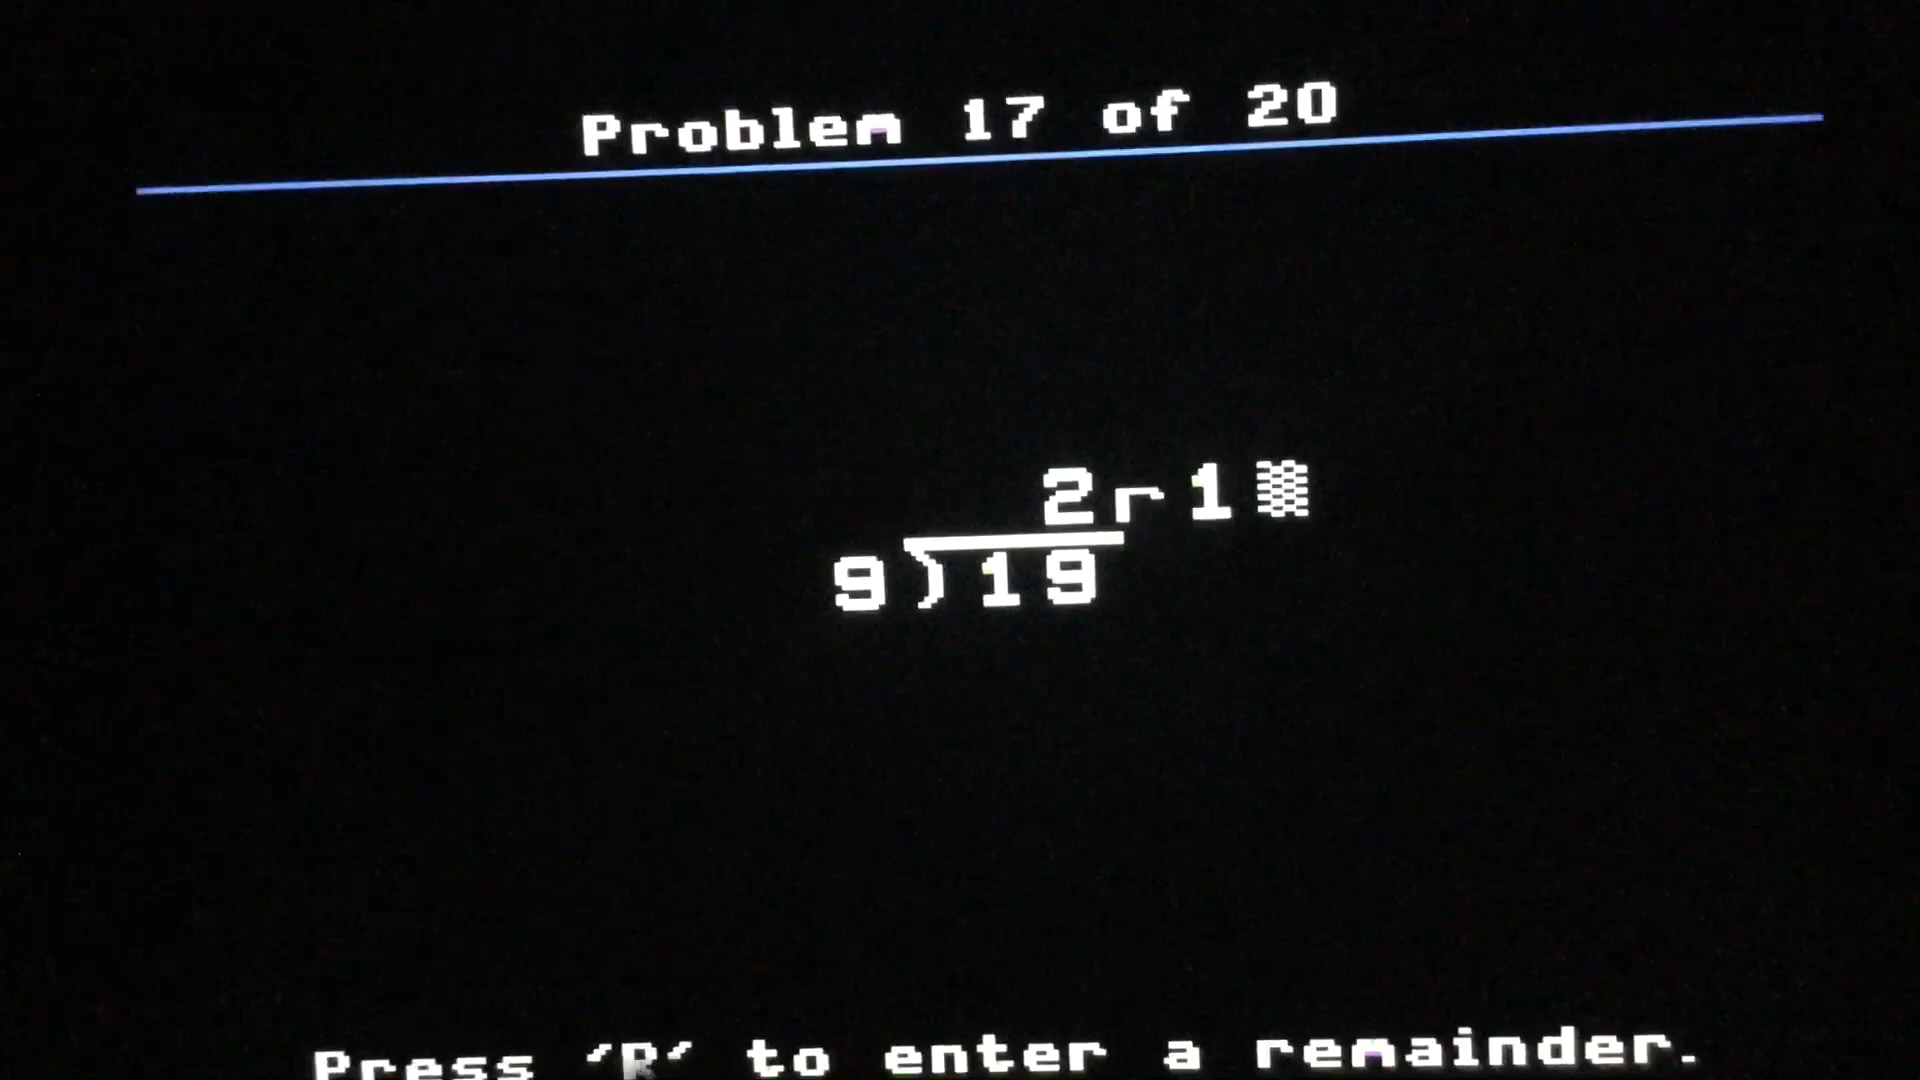 Problem 17 of 20
2r1
9)19
Press 'R' to enter a remainder.